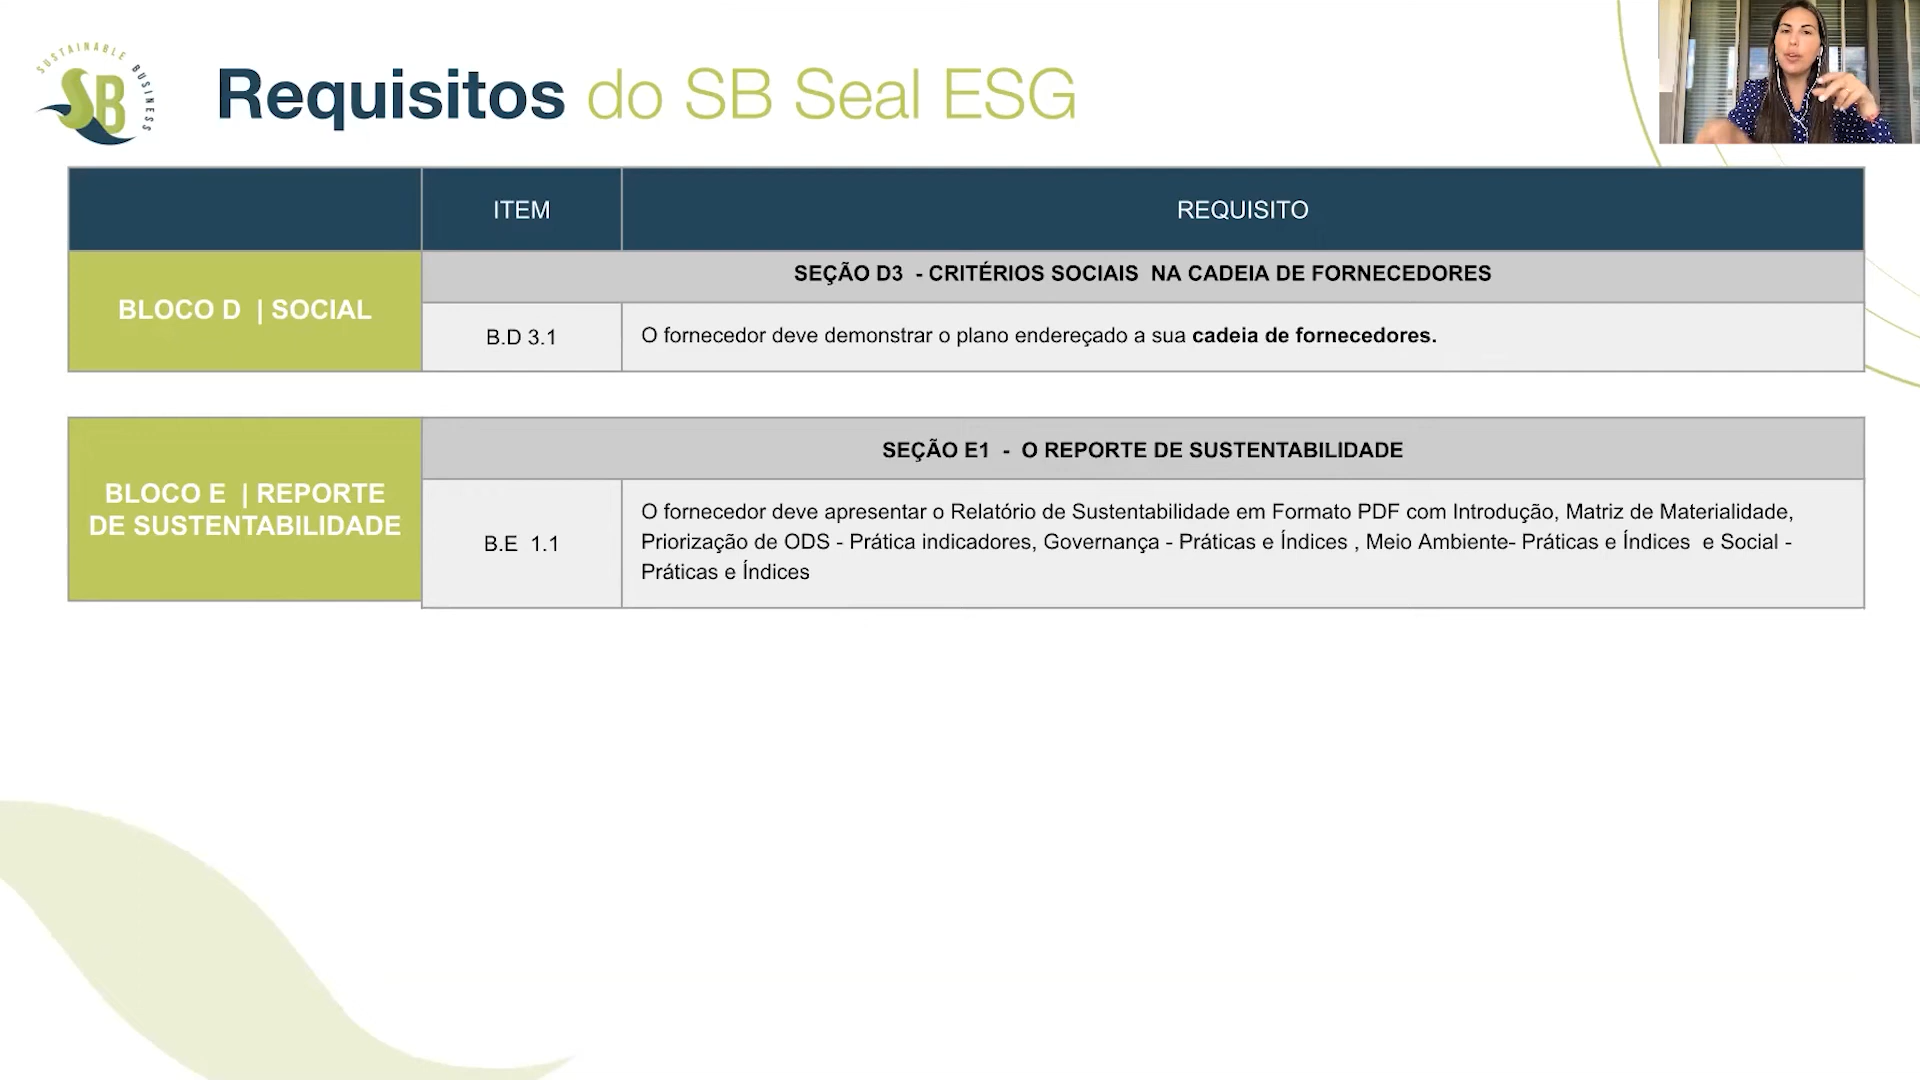 SUSTAINABLE BUSINESS
SB
Requisitos do SB Seal ESG
ITEM
REQUISITO
BLOCO D | SOCIAL
SEÇÃO D3 - CRITÉRIOS SOCIAIS NA CADEIA DE FORNECEDORES
B.D 3.1
O fornecedor deve demonstrar o plano endereçado a sua cadeia de fornecedores.
BLOCO E | REPORTE
DE SUSTENTABILIDADE
SEÇÃO E1 - O REPORTE DE SUSTENTABILIDADE
B.E 1.1
O fornecedor deve apresentar o Relatório de Sustentabilidade em Formato PDF com Introdução, Matriz de Materialidade,
Priorização de ODS - Prática indicadores, Governança - Práticas e Índices , Meio Ambiente- Práticas e Índices e Social -
Práticas e Índices